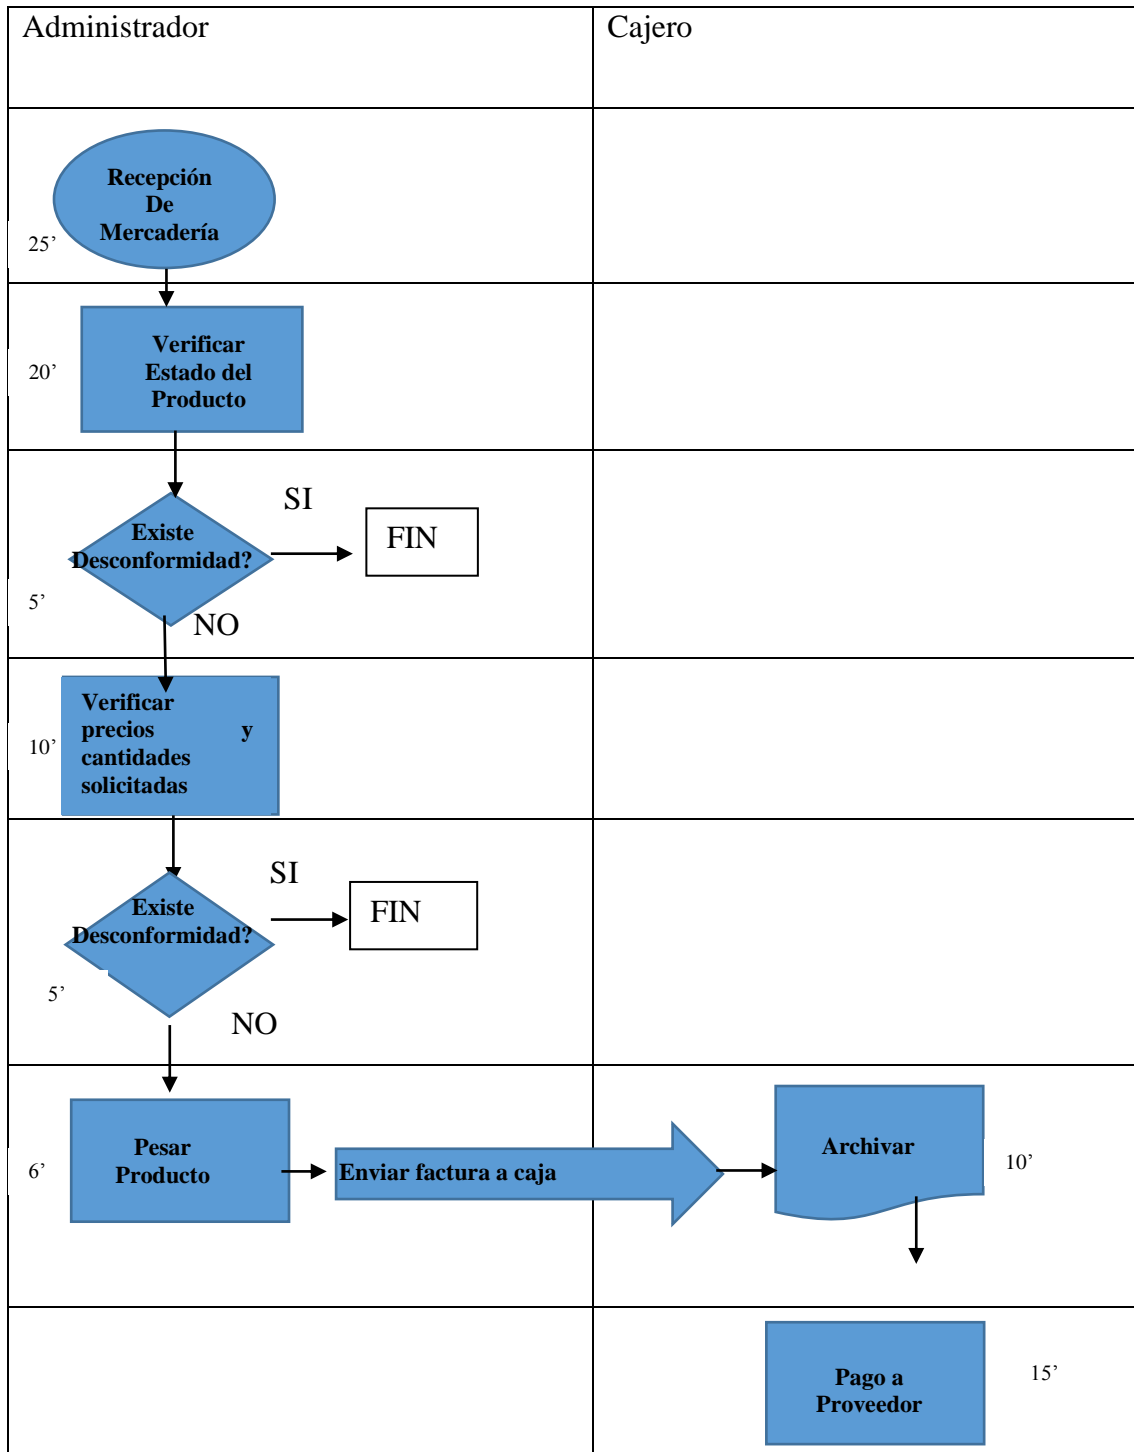 Administrador
Cajero
Recepción
De
Mercadería
25’
Verificar
Estado del
Producto
20’
SI
Existe
Desconformidad?
FIN
5’
NO
Verificar
precios y
cantidades
solicitadas
10’
SI
Existe
Desconformidad?
FIN
5’
NO
Pesar
Producto
6’
Enviar factura a caja
Archivar
10’
Pago a
Proveedor
15’